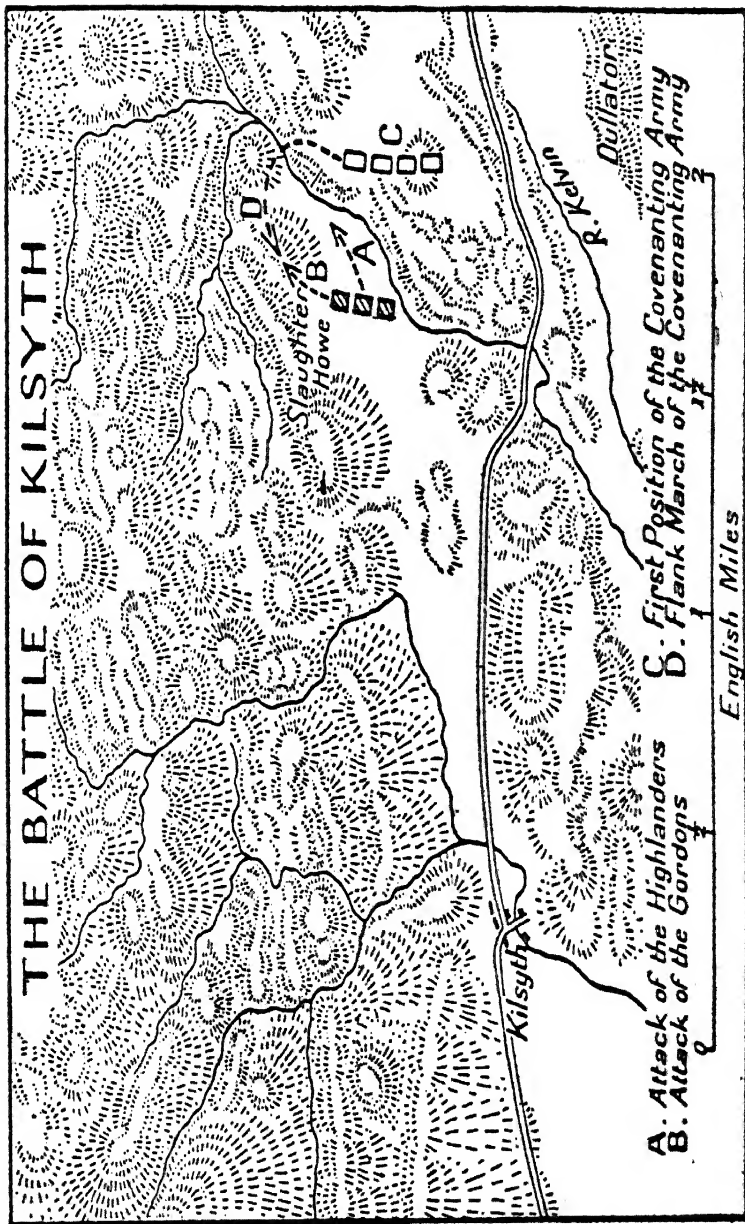 THE BATTLE OF KILSYTH
D
B
Slaughter
Howe
A
C
Kilsyth
R. Kelvin
Dullator
A. Attack of the Highlanders
B. Attack of the Gordons
C. First Position of the Covenanting Army
D. Flank March of the Covenanting Army
0 ½ 1 1½ 2
English Miles